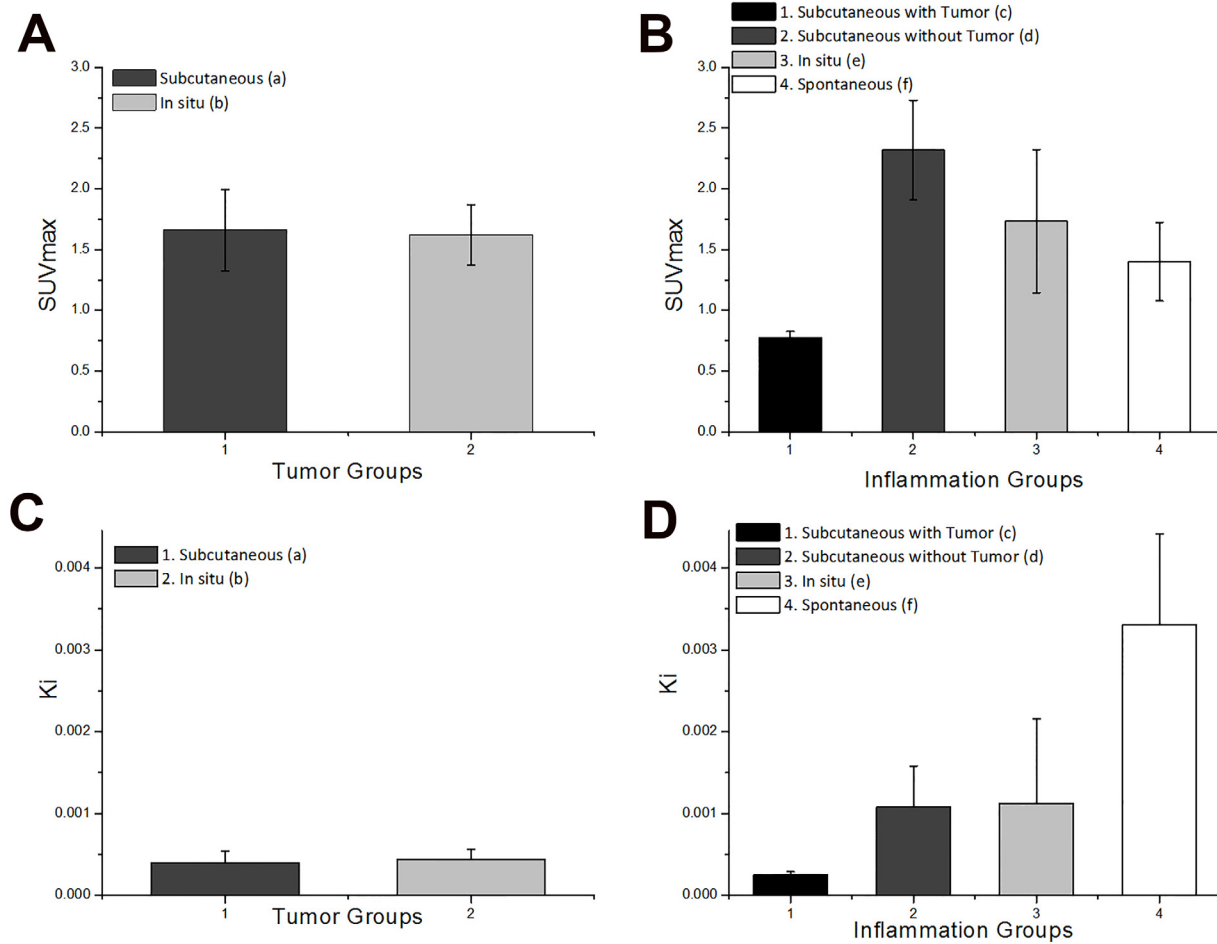 A
Subcutaneous (a)
In situ (b)
3.0
2.5
2.0
1.5
1.0
0.5
0.0
SUVmax
1
2
Tumor Groups
B
1. Subcutaneous with Tumor (c)
2. Subcutaneous without Tumor (d)
3. In situ (e)
4. Spontaneous (f)
3.0
2.5
2.0
1.5
1.0
0.5
0.0
SUVmax
1
2
3
4
Inflammation Groups
C
1. Subcutaneous (a)
2. In situ (b)
0.004
0.003
0.002
0.001
0.000
Ki
1
2
Tumor Groups
D
1. Subcutaneous with Tumor (c)
2. Subcutaneous without Tumor (d)
3. In situ (e)
4. Spontaneous (f)
0.004
0.003
0.002
0.001
0.000
Ki
1
2
3
4
Inflammation Groups